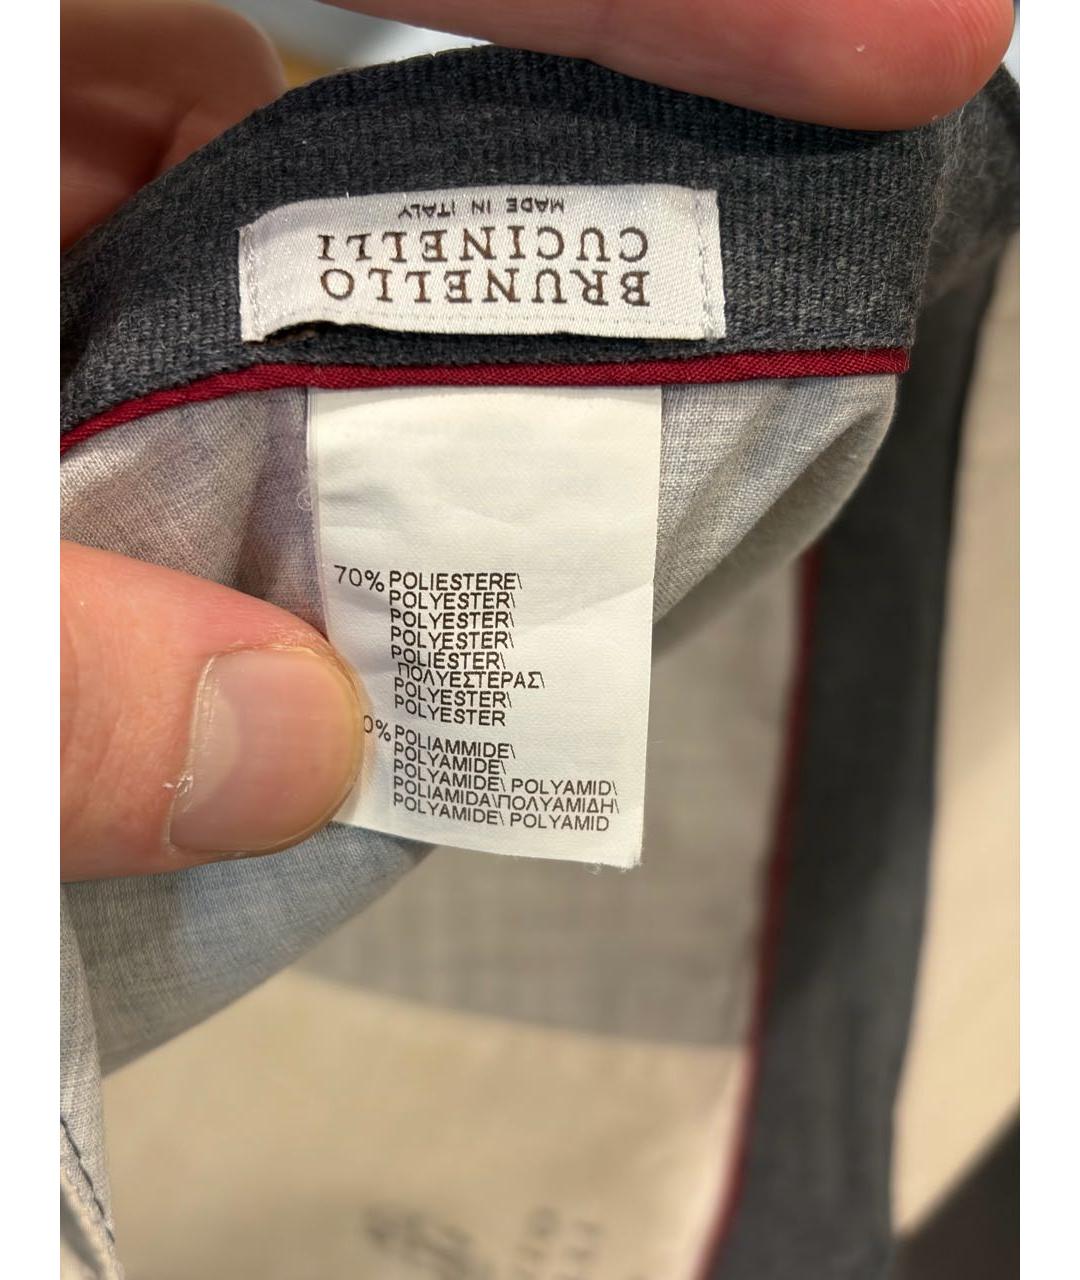 BRUNELLO
CUCINELLI
MADE IN ITALY
70% POLIESTERE\
POLYESTER\
POLYESTER\
POLYESTER\
POLIÉSTER\
ΠΟΛΥΕΣΤΕΡΑΣ\
POLYESTER\
POLYESTER
0% POLIAMMIDE\
POLYAMIDE\
POLYAMIDE\ POLYAMID\
POLIAMIDA\ΠΟΛΥΑΜΙΔΗ\
POLYAMIDE\ POLYAMID